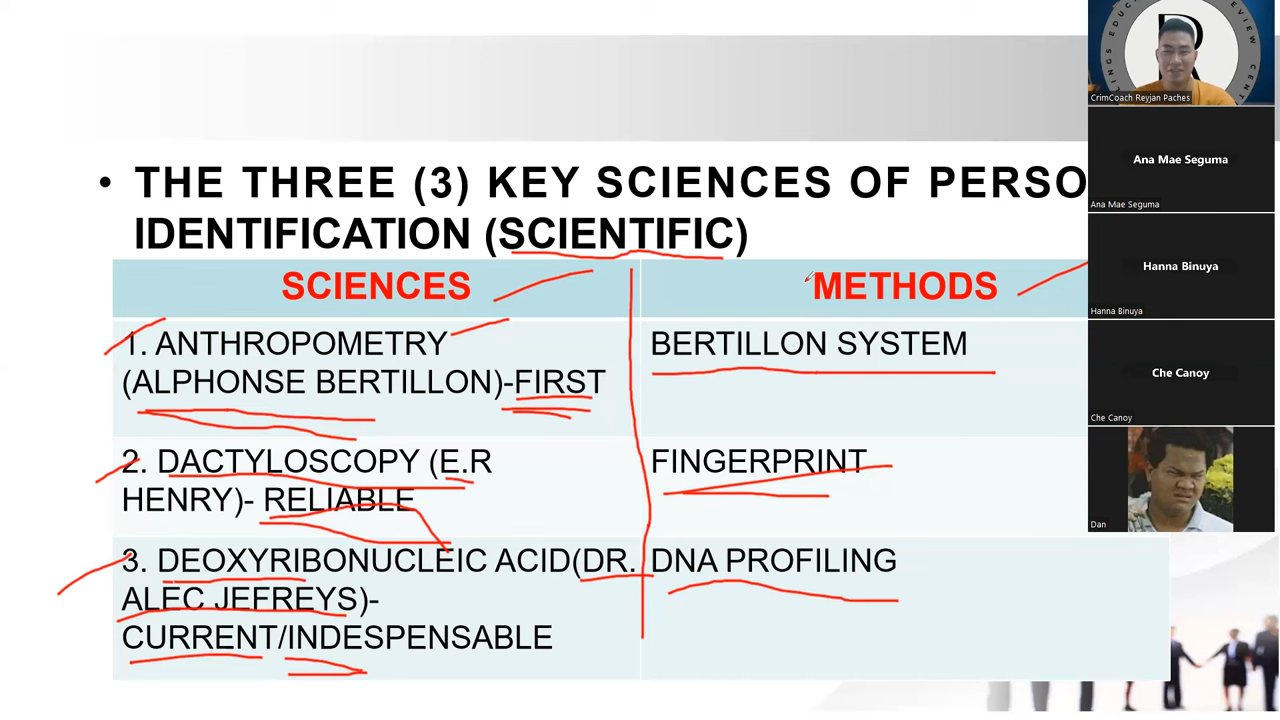 • THE THREE (3) KEY SCIENCES OF PERSO
IDENTIFICATION (SCIENTIFIC)
SCIENCES
METHODS
1. ANTHROPOMETRY
(ALPHONSE BERTILLON)-FIRST
BERTILLON SYSTEM
2. DACTYLOSCOPY (E.R
HENRY)- RELIABLE
FINGERPRINT
3. DEOXYRIBONUCLEIC ACID(DR.
ALEC JEFREYS)-
CURRENT/INDESPENSABLE
DNA PROFILING
R
CrimCoach Reyjan Paches
Ana Mae Seguma
Ana Mae Seguma
Hanna Binuya
Hanna Binuya
Che Canoy
Che Canoy
Dan